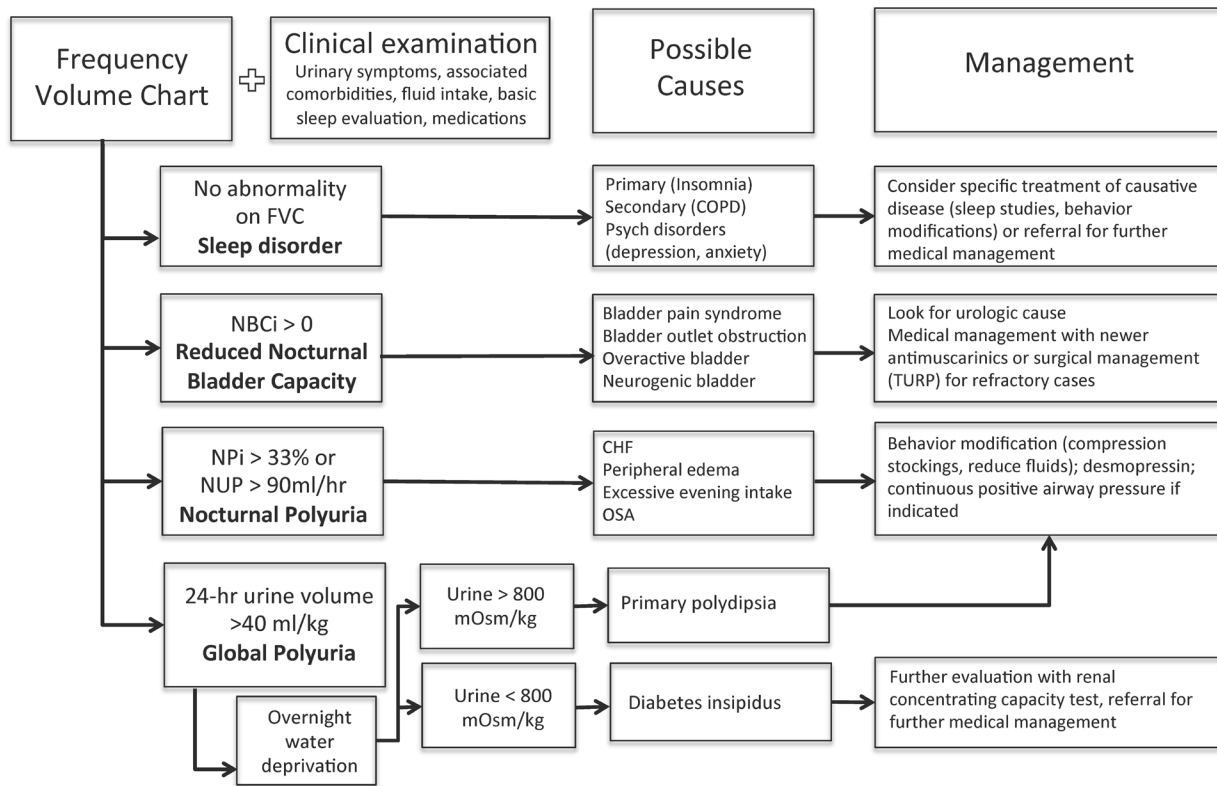 Frequency
Volume Chart
Clinical examination
Urinary symptoms, associated
comorbidities, fluid intake, basic
sleep evaluation, medications
Possible
Causes
Management
No abnormality
on FVC
Sleep disorder
Primary (Insomnia)
Secondary (COPD)
Psych disorders
(depression, anxiety)
Consider specific treatment of causative
disease (sleep studies, behavior
modifications) or referral for further
medical management
NBCi > 0
Reduced Nocturnal
Bladder Capacity
Bladder pain syndrome
Bladder outlet obstruction
Overactive bladder
Neurogenic bladder
Look for urologic cause
Medical management with newer
antimuscarinics or surgical management
(TURP) for refractory cases
NPi > 33% or
NUP > 90ml/hr
Nocturnal Polyuria
CHF
Peripheral edema
Excessive evening intake
OSA
Behavior modification (compression
stockings, reduce fluids); desmopressin;
continuous positive airway pressure if
indicated
24-hr urine volume
>40 ml/kg
Global Polyuria
Overnight
water
deprivation
Urine > 800
mOsm/kg
Primary polydipsia
Urine < 800
mOsm/kg
Diabetes insipidus
Further evaluation with renal
concentrating capacity test, referral for
further medical management